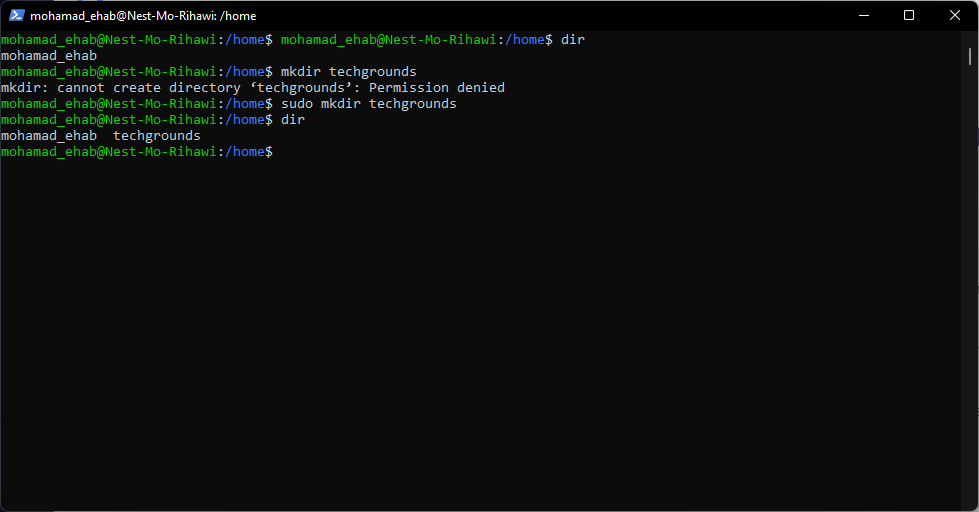 mohamad_ehab@Nest-Mo-Rihawi: /home
mohamad_ehab@Nest-Mo-Rihawi:/home$ mohamad_ehab@Nest-Mo-Rihawi:/home$ dir
mohamad_ehab
mohamad_ehab@Nest-Mo-Rihawi:/home$ mkdir techgrounds
mkdir: cannot create directory ‘techgrounds’: Permission denied
mohamad_ehab@Nest-Mo-Rihawi:/home$ sudo mkdir techgrounds
mohamad_ehab@Nest-Mo-Rihawi:/home$ dir
mohamad_ehab  techgrounds
mohamad_ehab@Nest-Mo-Rihawi:/home$